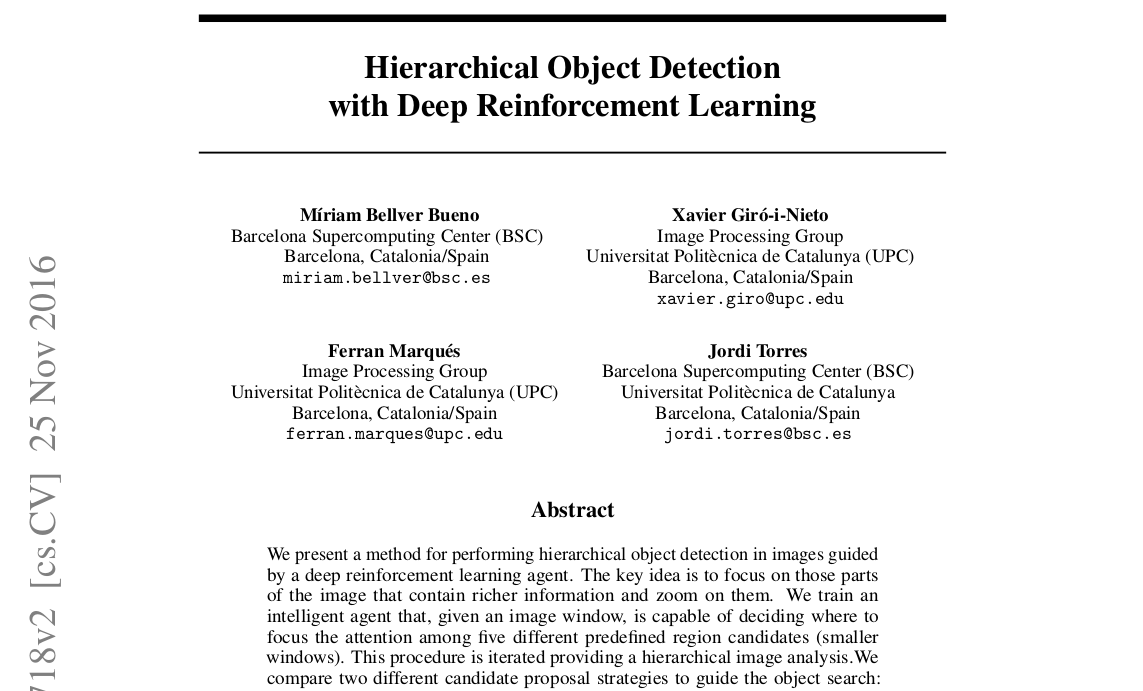 Hierarchical Object Detection
with Deep Reinforcement Learning
Míriam Bellver Bueno
Barcelona Supercomputing Center (BSC)
Barcelona, Catalonia/Spain
miriam.bellver@bsc.es
Xavier Giró-i-Nieto
Image Processing Group
Universitat Politècnica de Catalunya (UPC)
Barcelona, Catalonia/Spain
xavier.giro@upc.edu
Ferran Marqués
Image Processing Group
Universitat Politècnica de Catalunya (UPC)
Barcelona, Catalonia/Spain
ferran.marques@upc.edu
Jordi Torres
Barcelona Supercomputing Center (BSC)
Universitat Politècnica de Catalunya
Barcelona, Catalonia/Spain
jordi.torres@bsc.es
Abstract
We present a method for performing hierarchical object detection in images guided
by a deep reinforcement learning agent. The key idea is to focus on those parts
of the image that contain richer information and zoom on them. We train an
intelligent agent that, given an image window, is capable of deciding where to
focus the attention among five different predefined region candidates (smaller
windows). This procedure is iterated providing a hierarchical image analysis.We
compare two different candidate proposal strategies to guide the object search:
718v2 [cs.CV] 25 Nov 2016